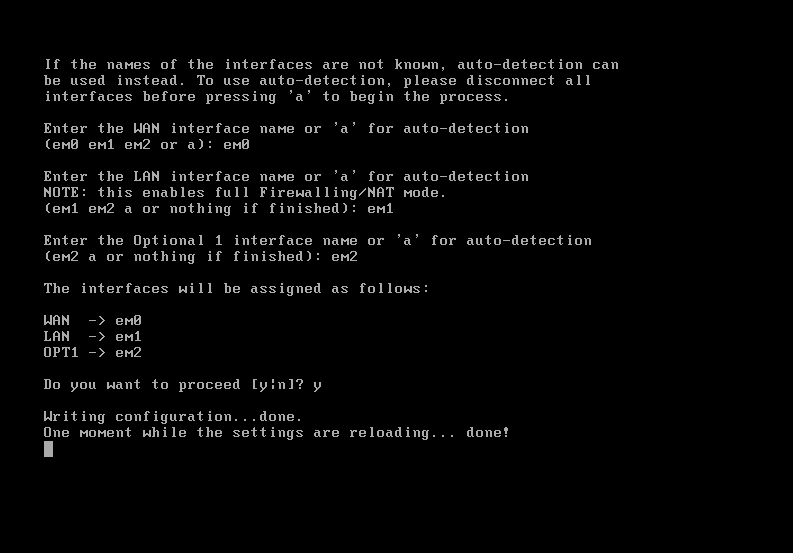 If the names of the interfaces are not known, auto-detection can
be used instead. To use auto-detection, please disconnect all
interfaces before pressing 'a' to begin the process.
Enter the WAN interface name or 'a' for auto-detection
(em0 em1 em2 or a): em0
Enter the LAN interface name or 'a' for auto-detection
NOTE: this enables full Firewalling/NAT mode.
(em1 em2 a or nothing if finished): em1
Enter the Optional 1 interface name or 'a' for auto-detection
(em2 a or nothing if finished): em2
The interfaces will be assigned as follows:
WAN  -> em0
LAN  -> em1
OPT1 -> em2
Do you want to proceed [y|n]? y
Writing configuration...done.
One moment while the settings are reloading... done!